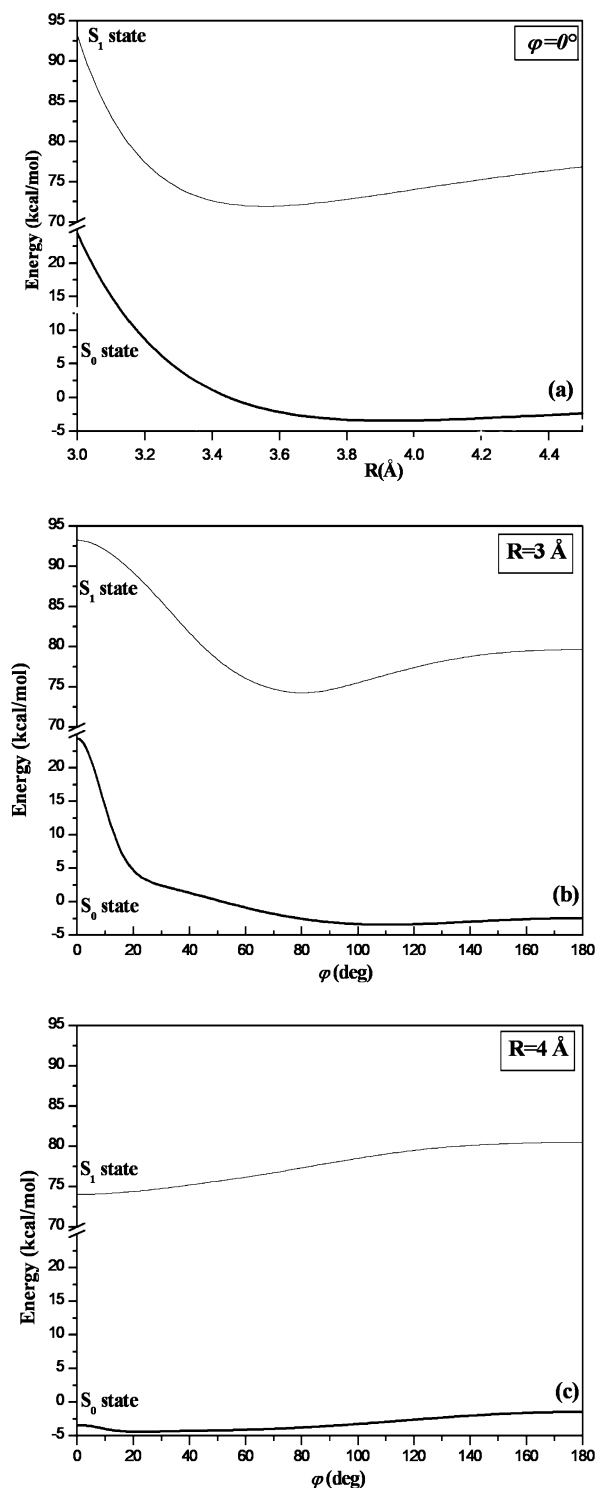 95
S1 state
φ=0°
90
85
80
75
70
Energy (kcal/mol)
20
15
10
S0 state
5
0
(a)
-5
3.0 3.2 3.4 3.6 3.8 4.0 4.2 4.4
R(Å)
95
R=3 Å
90
S1 state
85
80
75
70
Energy (kcal/mol)
20
15
10
5
0
S0 state
(b)
-5
0 20 40 60 80 100 120 140 160 180
φ (deg)
95
R=4 Å
90
85
80
S1 state
75
70
Energy (kcal/mol)
20
15
10
5
0
S0 state
(c)
-5
0 20 40 60 80 100 120 140 160 180
φ (deg)